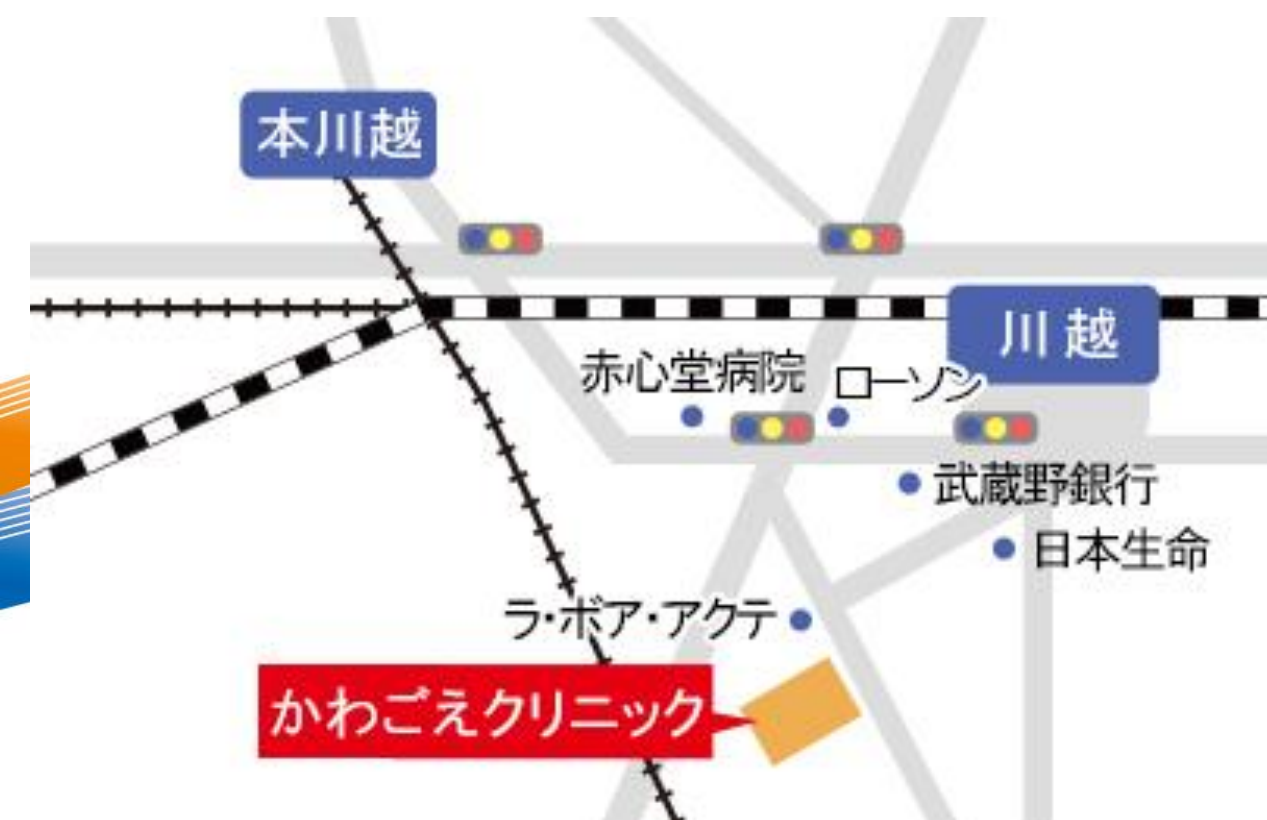 本川越
川越
赤心堂病院
ローソン
武蔵野銀行
日本生命
ラ・ボア・アクテ
かわごえクリニック